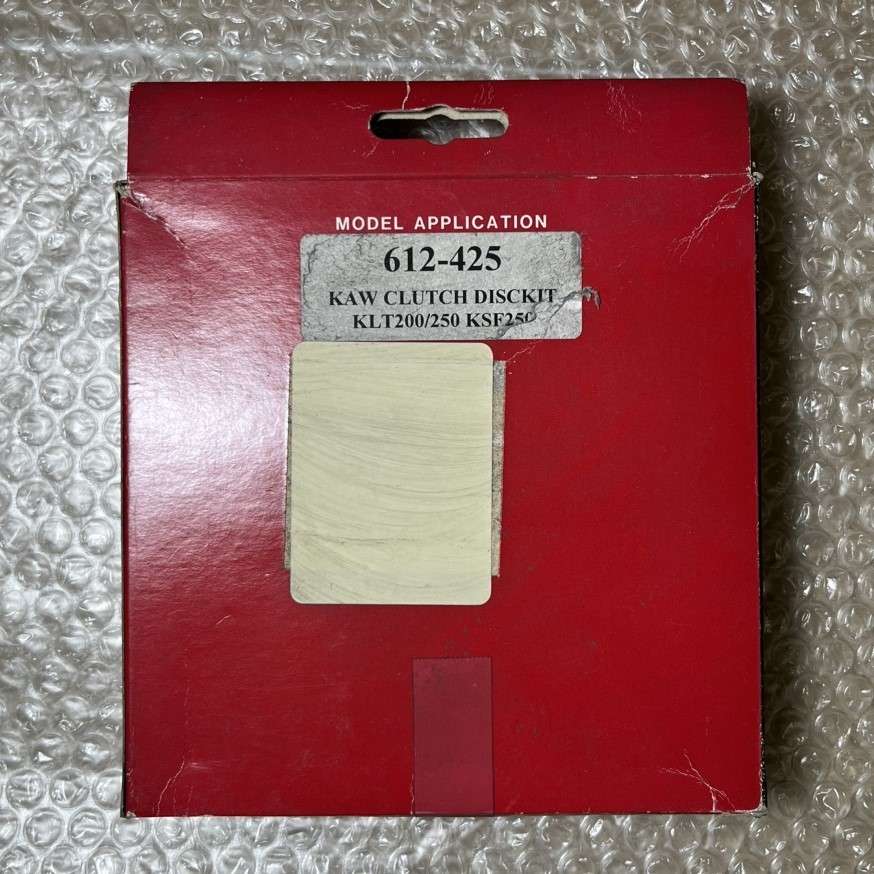 MODEL APPLICATION
612-425
KAW CLUTCH DISCKIT
KLT200/250 KSF250